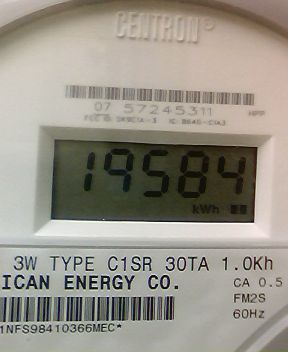 CENTRON®
07 57245311 HPP
19584
kWh
3W TYPE C1SR 30TA 1.0Kh
ICAN ENERGY CO. CA 0.5
FM2S
1NFS98410366MEC* 60Hz